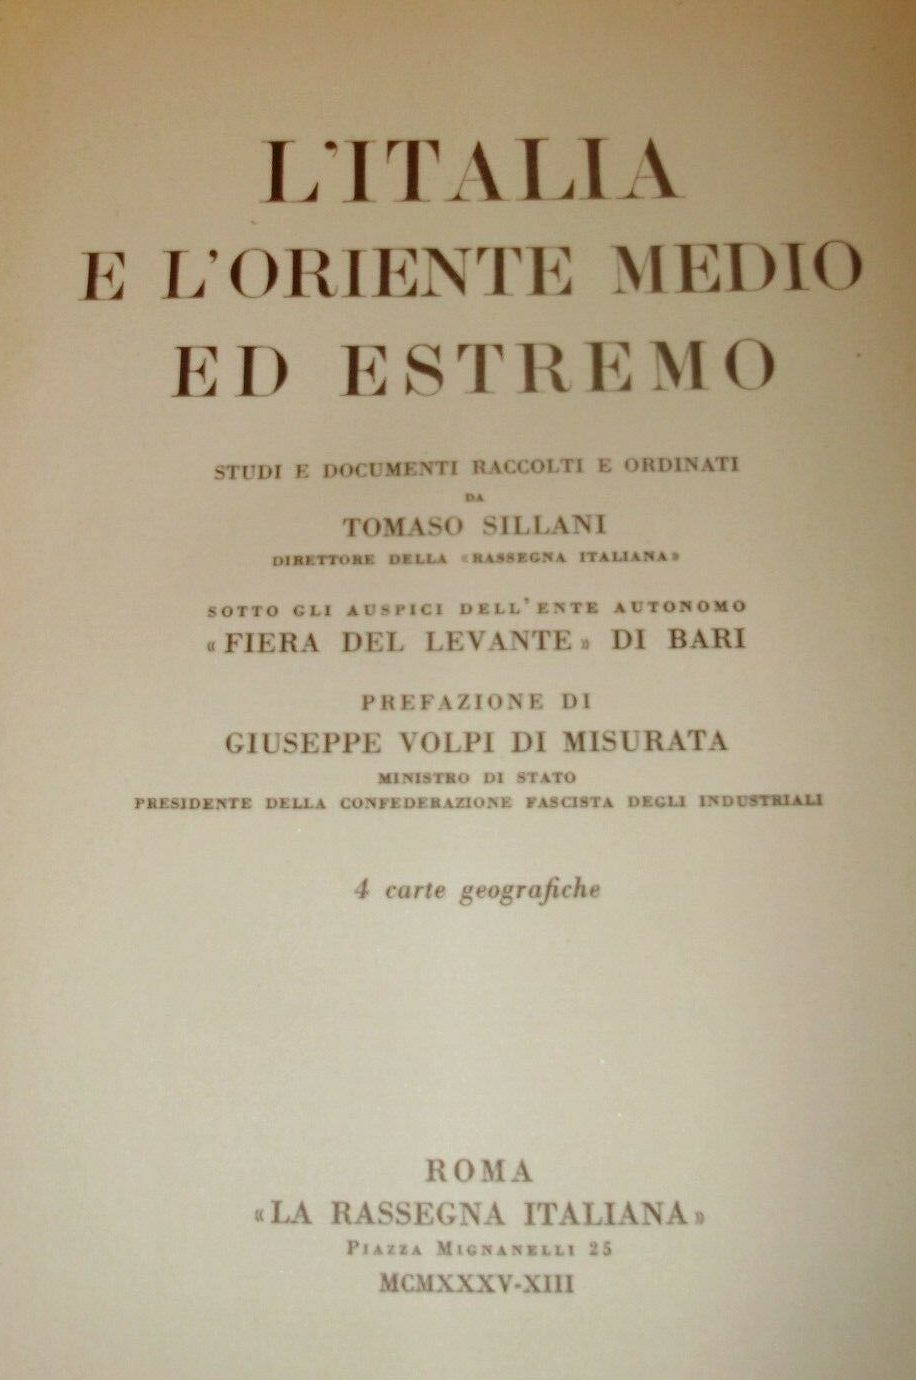 L'ITALIA
E L'ORIENTE MEDIO
ED ESTREMO
STUDI E DOCUMENTI RACCOLTI E ORDINATI
DA
TOMASO SILLANI
DIRETTORE DELLA «RASSEGNA ITALIANA»
SOTTO GLI AUSPICI DELL'ENTE AUTONOMO
«FIERA DEL LEVANTE» DI BARI
PREFAZIONE DI
GIUSEPPE VOLPI DI MISURATA
MINISTRO DI STATO
PRESIDENTE DELLA CONFEDERAZIONE FASCISTA DEGLI INDUSTRIALI
4 carte geografiche
ROMA
«LA RASSEGNA ITALIANA»
PIAZZA MIGNANELLI 25
MCMXXXV-XIII